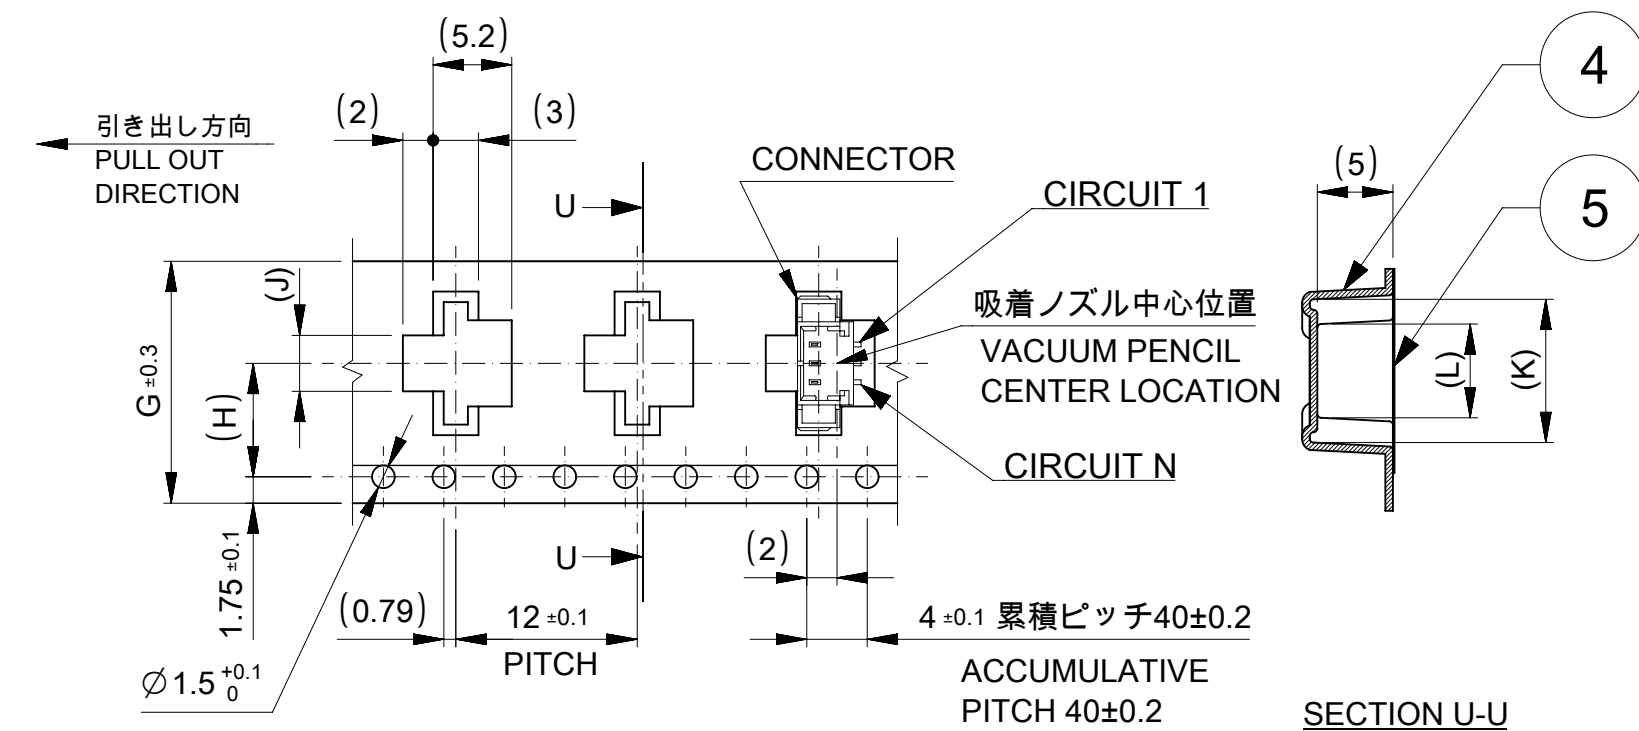 (5.2)
(2)
(3)
引き出し方向
PULL OUT
DIRECTION
CONNECTOR
CIRCUIT 1
U
(5)
4
5
(J)
G ±0.3
(H)
吸着ノズル中心位置
VACUUM PENCIL
CENTER LOCATION
(L)
(K)
CIRCUIT N
1.75 ±0.1
U
(2)
(0.79)
12 ±0.1
PITCH
4 ±0.1 累積ピッチ40±0.2
ACCUMULATIVE
PITCH 40±0.2
∅1.5 +0.1
0
SECTION U-U